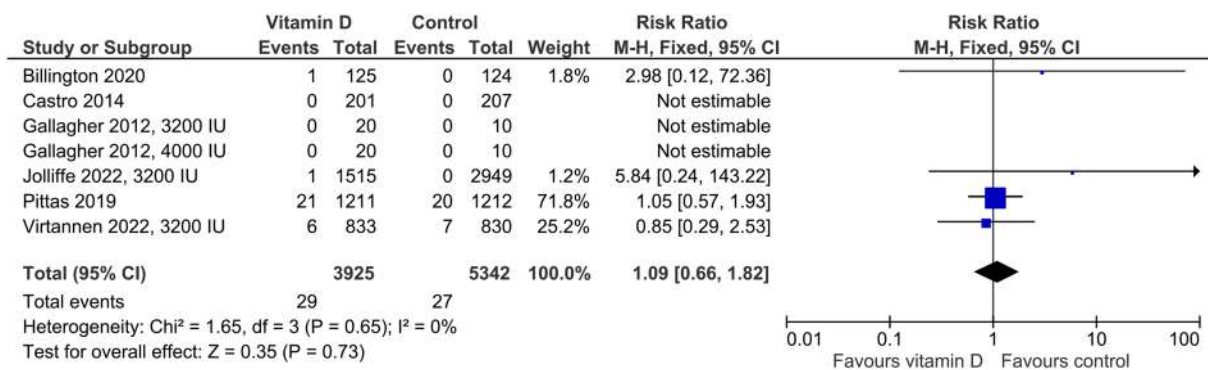 Vitamin D Control Risk Ratio Risk Ratio
Study or Subgroup Events Total Events Total Weight M-H, Fixed, 95% CI M-H, Fixed, 95% CI
Billington 2020 1 125 0 124 1.8% 2.98 [0.12, 72.36]
Castro 2014 0 201 0 207 Not estimable
Gallagher 2012, 3200 IU 0 20 0 10 Not estimable
Gallagher 2012, 4000 IU 0 20 0 10 Not estimable
Jolliffe 2022, 3200 IU 1 1515 0 2949 1.2% 5.84 [0.24, 143.22]
Pittas 2019 21 1211 20 1212 71.8% 1.05 [0.57, 1.93]
Virtannen 2022, 3200 IU 6 833 7 830 25.2% 0.85 [0.29, 2.53]
Total (95% CI) 3925 5342 100.0% 1.09 [0.66, 1.82]
Total events 29 27
Heterogeneity: Chi² = 1.65, df = 3 (P = 0.65); I² = 0%
Test for overall effect: Z = 0.35 (P = 0.73)
0.01 0.1 1 10 100
Favours vitamin D Favours control